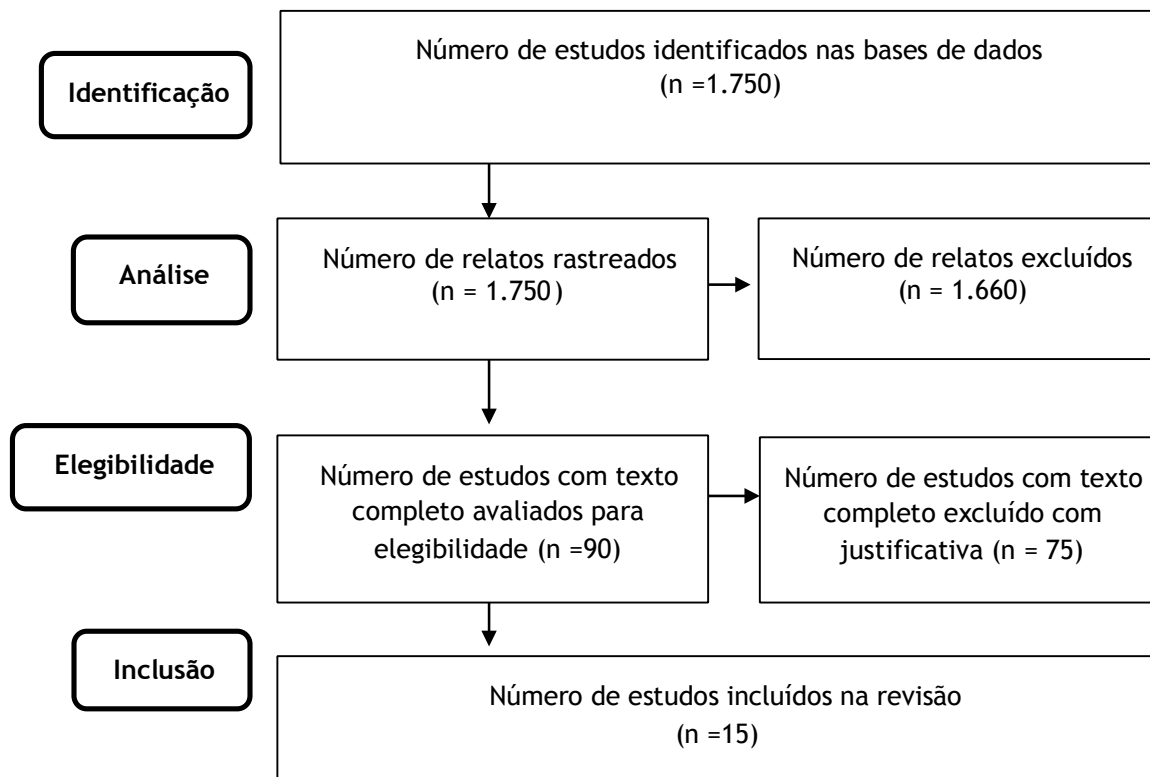 Identificação
Número de estudos identificados nas bases de dados
(n =1.750)
Análise
Número de relatos rastreados
(n = 1.750)
Número de relatos excluídos
(n = 1.660)
Elegibilidade
Número de estudos com texto
completo avaliados para
elegibilidade (n =90)
Número de estudos com texto
completo excluído com
justificativa (n = 75)
Inclusão
Número de estudos incluídos na revisão
(n =15)